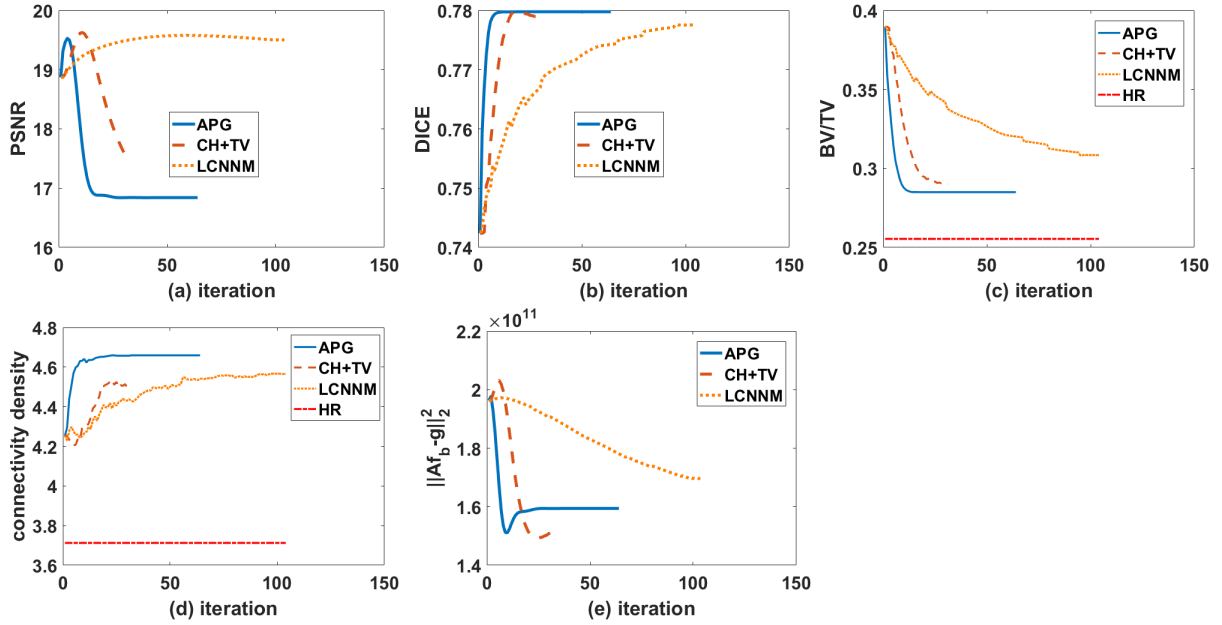 20
19
18
17
16
PSNR
APG
CH+TV
LCNNM
0 50 100 150
(a) iteration
0.78
0.77
0.76
0.75
0.74
DICE
APG
CH+TV
LCNNM
0 50 100 150
(b) iteration
0.4
0.35
0.3
0.25
BV/TV
APG
CH+TV
LCNNM
HR
0 50 100 150
(c) iteration
4.8
4.6
4.4
4.2
4
3.8
3.6
connectivity density
APG
CH+TV
LCNNM
HR
0 50 100 150
(d) iteration
×10¹¹
2.2
2
1.8
1.6
1.4
||Af_b-g||²₂
APG
CH+TV
LCNNM
0 50 100 150
(e) iteration